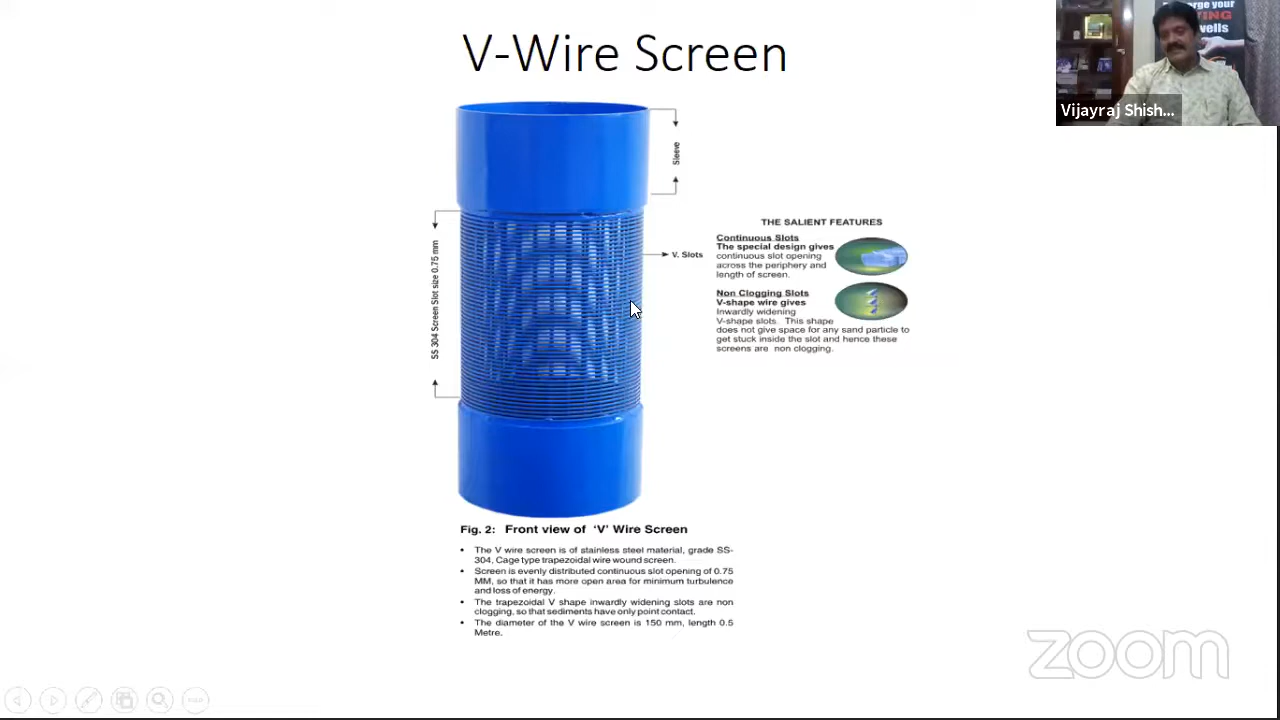 V-Wire Screen
erge your
TING
wells
Vijayraj Shish...
Sleeve
SS 304 Screen Slot size 0.75 mm
V. Slots
THE SALIENT FEATURES
Continuous Slots
The special design gives
continuous slot opening
across the periphery and
length of screen.
Non Clogging Slots
V-shape wire gives
Inwardly widening
V-shape slots. This shape
does not give space for any sand particle to
get stuck inside the slot and hence these
screens are non clogging.
Fig. 2: Front view of 'V' Wire Screen
• The V wire screen is of stainless steel material, grade SS-
304, Cage type trapezoidal wire wound screen.
• Screen is evenly distributed continuous slot opening of 0.75
MM, so that it has more open area for minimum turbulence
and loss of energy.
• The trapezoidal V shape inwardly widening slots are non
clogging, so that sediments have only point contact.
• The diameter of the V wire screen is 150 mm, length 0.5
Metre.
zoom